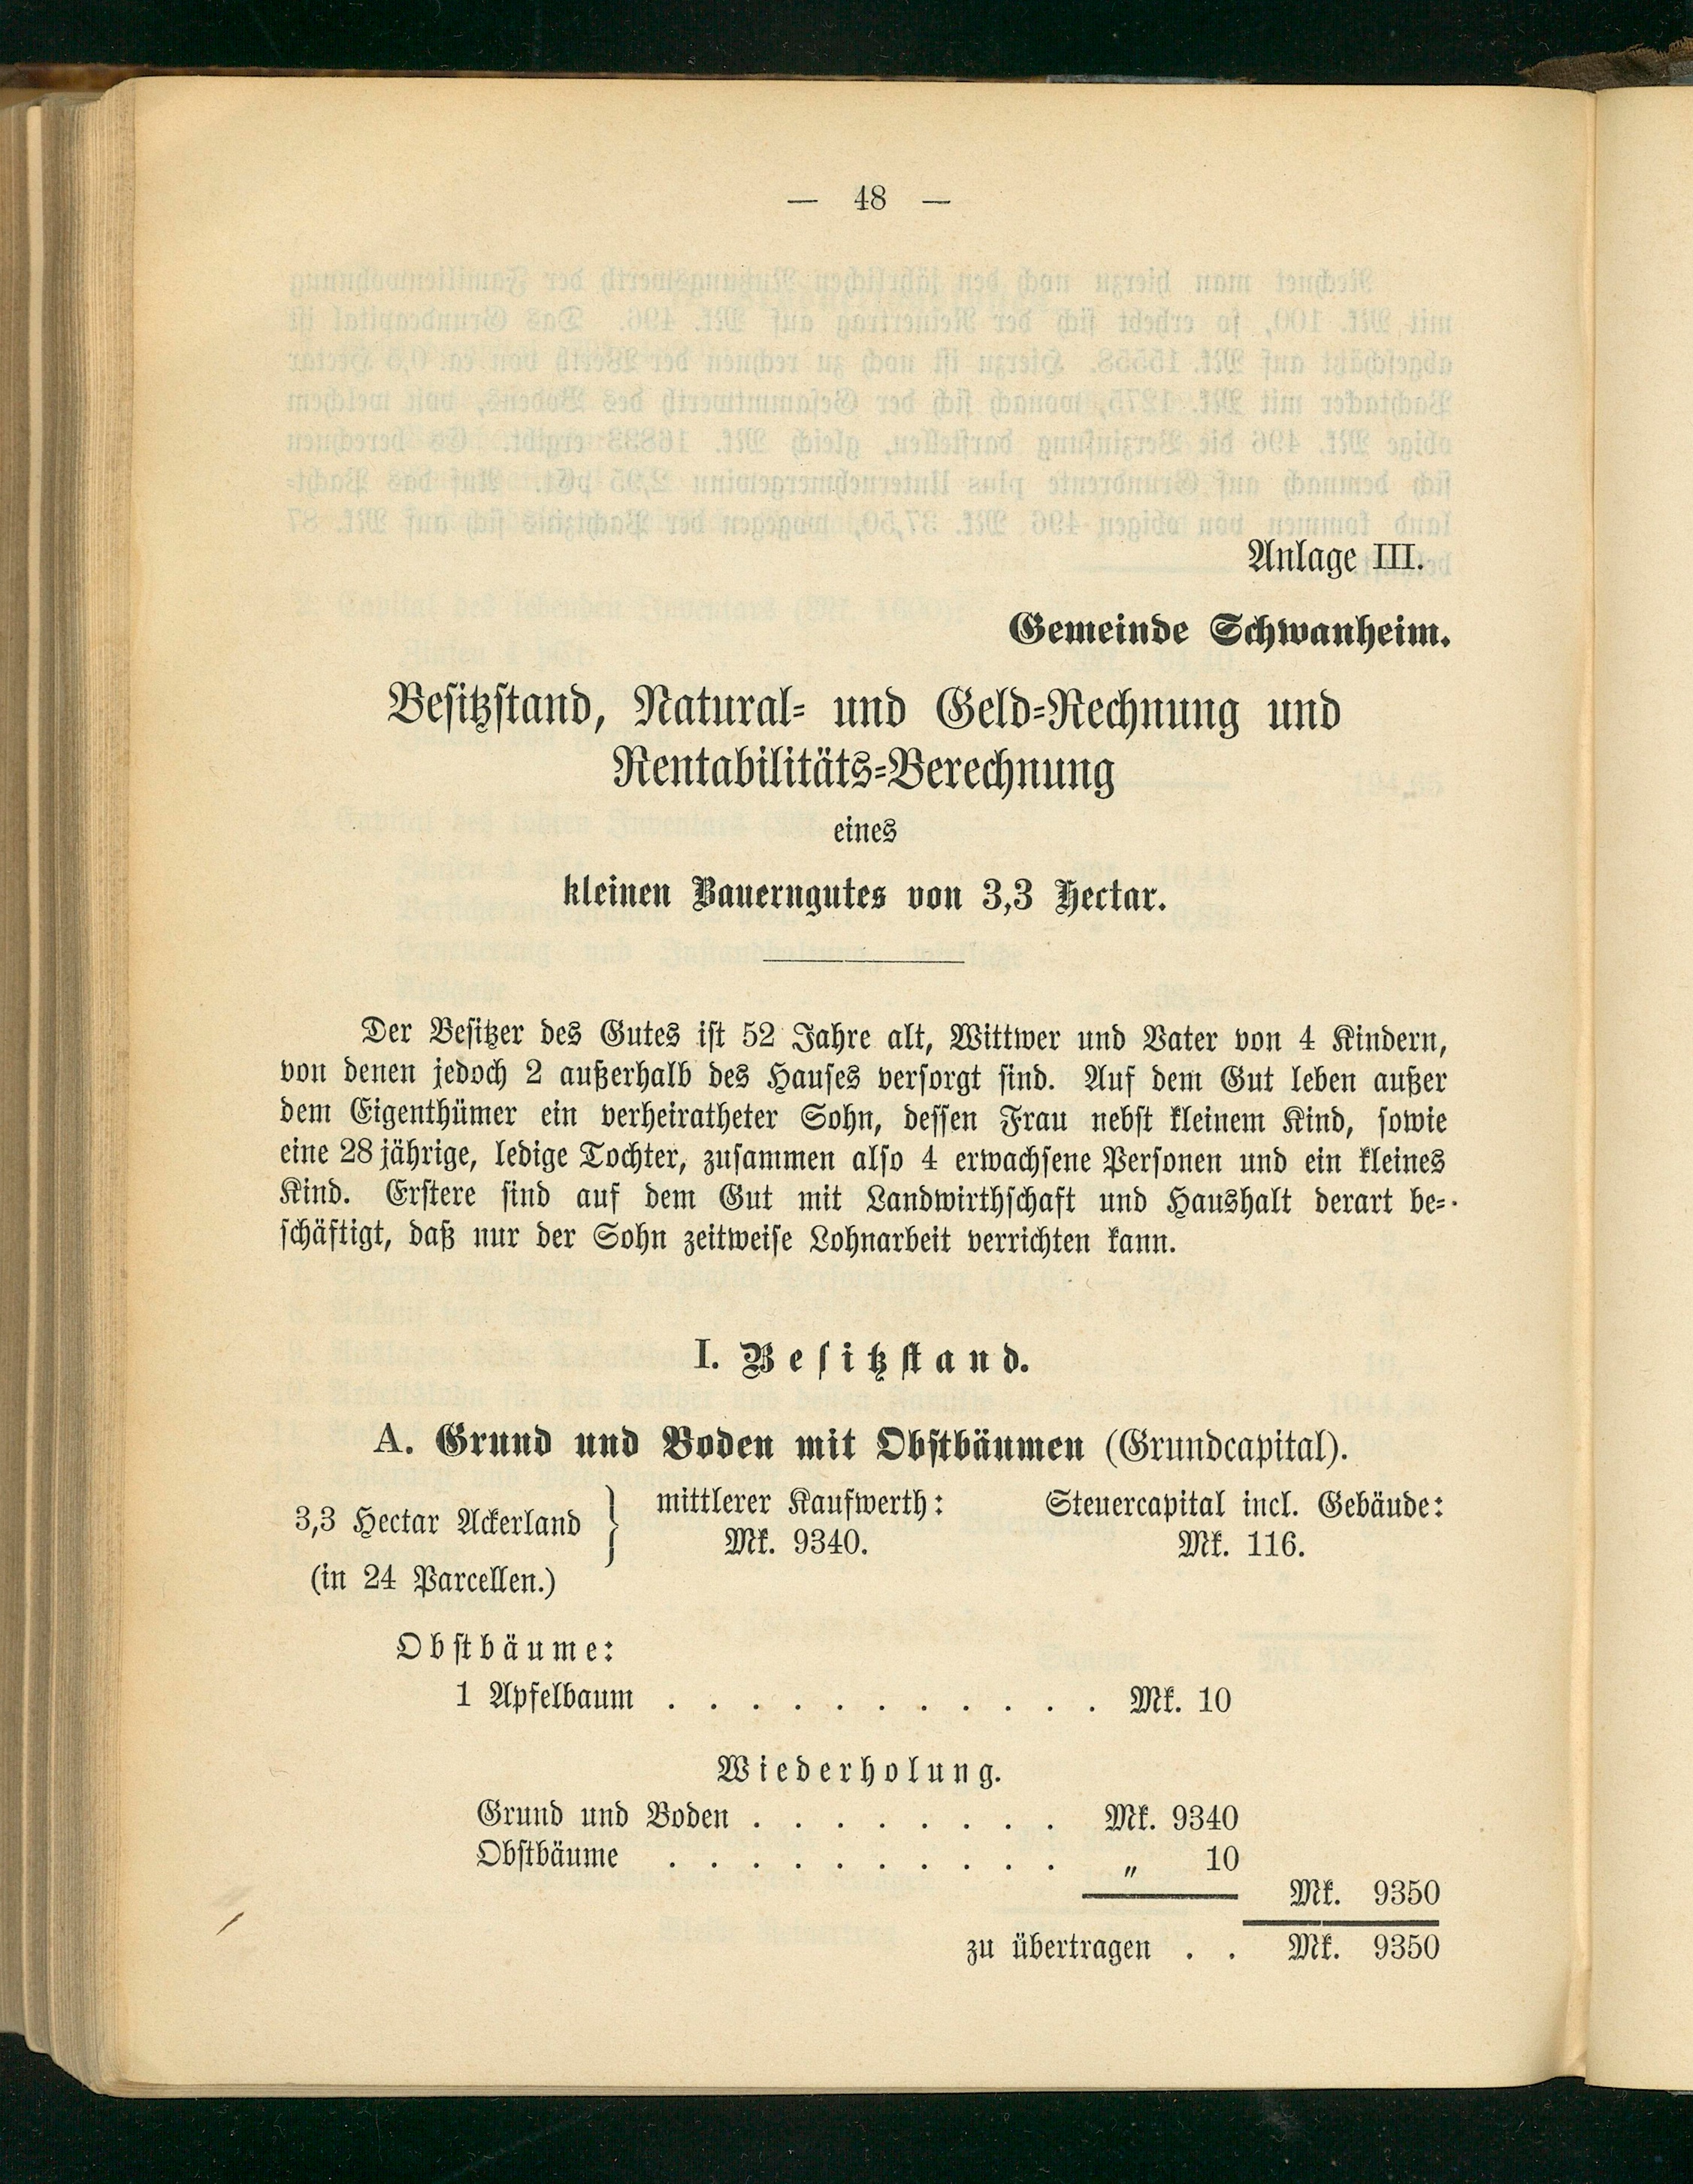 — 48 —
Anlage III.
Gemeinde Schwanheim.
Besitzstand, Natural- und Geld-Rechnung und
Rentabilitäts-Berechnung
eines
kleinen Bauerngutes von 3,3 Hectar.
Der Besitzer des Gutes ist 52 Jahre alt, Wittwer und Vater von 4 Kindern,
von denen jedoch 2 außerhalb des Hauses versorgt sind. Auf dem Gut leben außer
dem Eigenthümer ein verheiratheter Sohn, dessen Frau nebst kleinem Kind, sowie
eine 28 jährige, ledige Tochter, zusammen also 4 erwachsene Personen und ein kleines
Kind. Erstere sind auf dem Gut mit Landwirthschaft und Haushalt derart be-
schäftigt, daß nur der Sohn zeitweise Lohnarbeit verrichten kann.
I. Besitzstand.
A. Grund und Boden mit Obstbäumen (Grundcapital).
3,3 Hectar Ackerland } mittlerer Kaufwerth: Steuercapital incl. Gebäude:
Mk. 9340. Mk. 116.
(in 24 Parcellen.)
Obstbäume:
1 Apfelbaum . . . . . . . . . . . Mk. 10
Wiederholung.
Grund und Boden . . . . . . . . Mk. 9340
Obstbäume . . . . . . . . . . „ 10
Mk. 9350
zu übertragen . . Mk. 9350